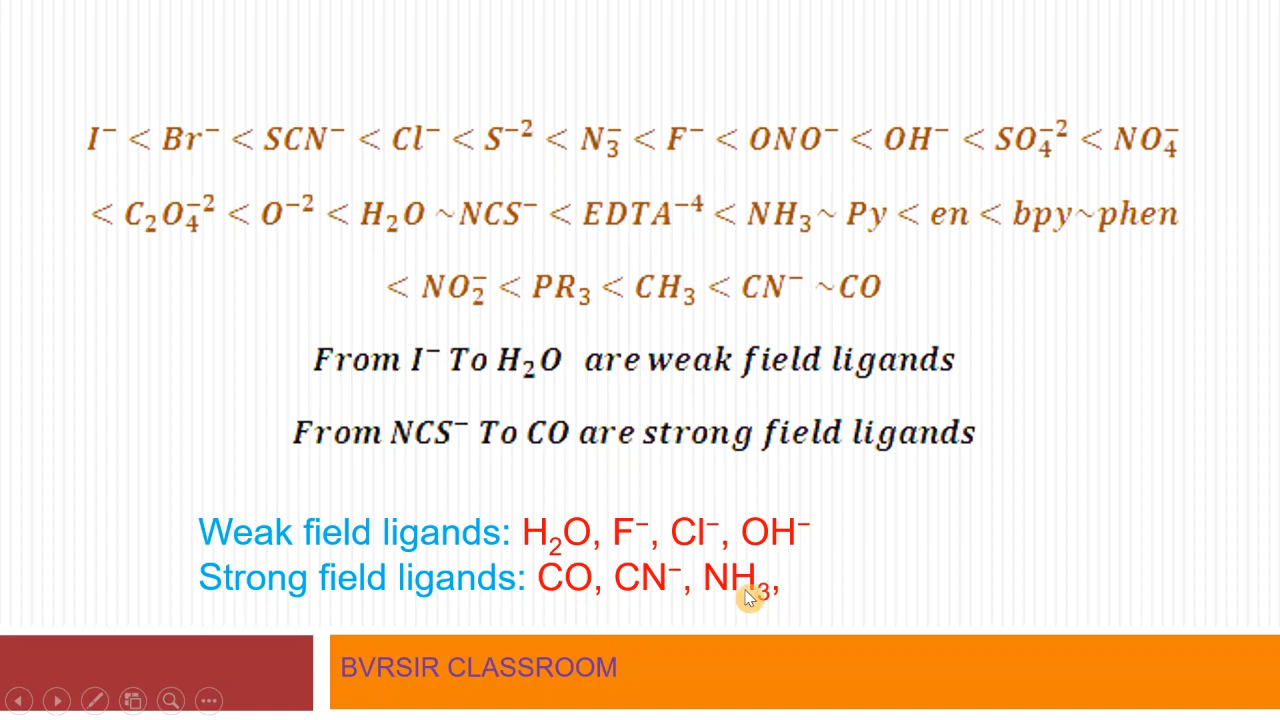 I⁻ < Br⁻ < SCN⁻ < Cl⁻ < S⁻² < N₃⁻ < F⁻ < ONO⁻ < OH⁻ < SO₄⁻² < NO₄⁻
< C₂O₄⁻² < O⁻² < H₂O ~NCS⁻ < EDTA⁻⁴ < NH₃~ Py < en < bpy~phen
< NO₂⁻ < PR₃ < CH₃ < CN⁻ ~CO
From I⁻ To H₂O are weak field ligands
From NCS⁻ To CO are strong field ligands
Weak field ligands: H₂O, F⁻, Cl⁻, OH⁻
Strong field ligands: CO, CN⁻, NH₃,
BVRSIR CLASSROOM